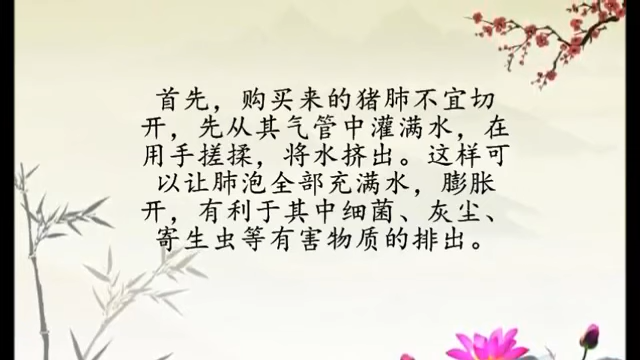 首先，购买来的猪肺不宜切
开，先从其气管中灌满水，在
用手搓揉，将水挤出。这样可
以让肺泡全部充满水，膨胀
开，有利于其中细菌、灰尘、
寄生虫等有害物质的排出。